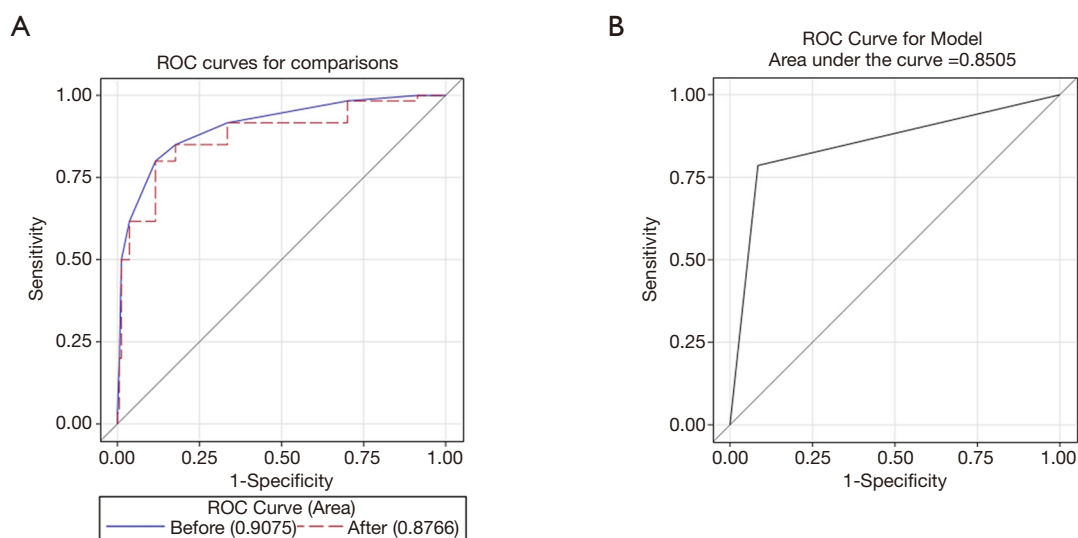 A
ROC curves for comparisons
1.00
0.75
0.50
0.25
0.00
Sensitivity
0.00 0.25 0.50 0.75 1.00
1-Specificity
ROC Curve (Area)
Before (0.9075) After (0.8766)
B
ROC Curve for Model
Area under the curve =0.8505
1.00
0.75
0.50
0.25
0.00
Sensitivity
0.00 0.25 0.50 0.75 1.00
1-Specificity